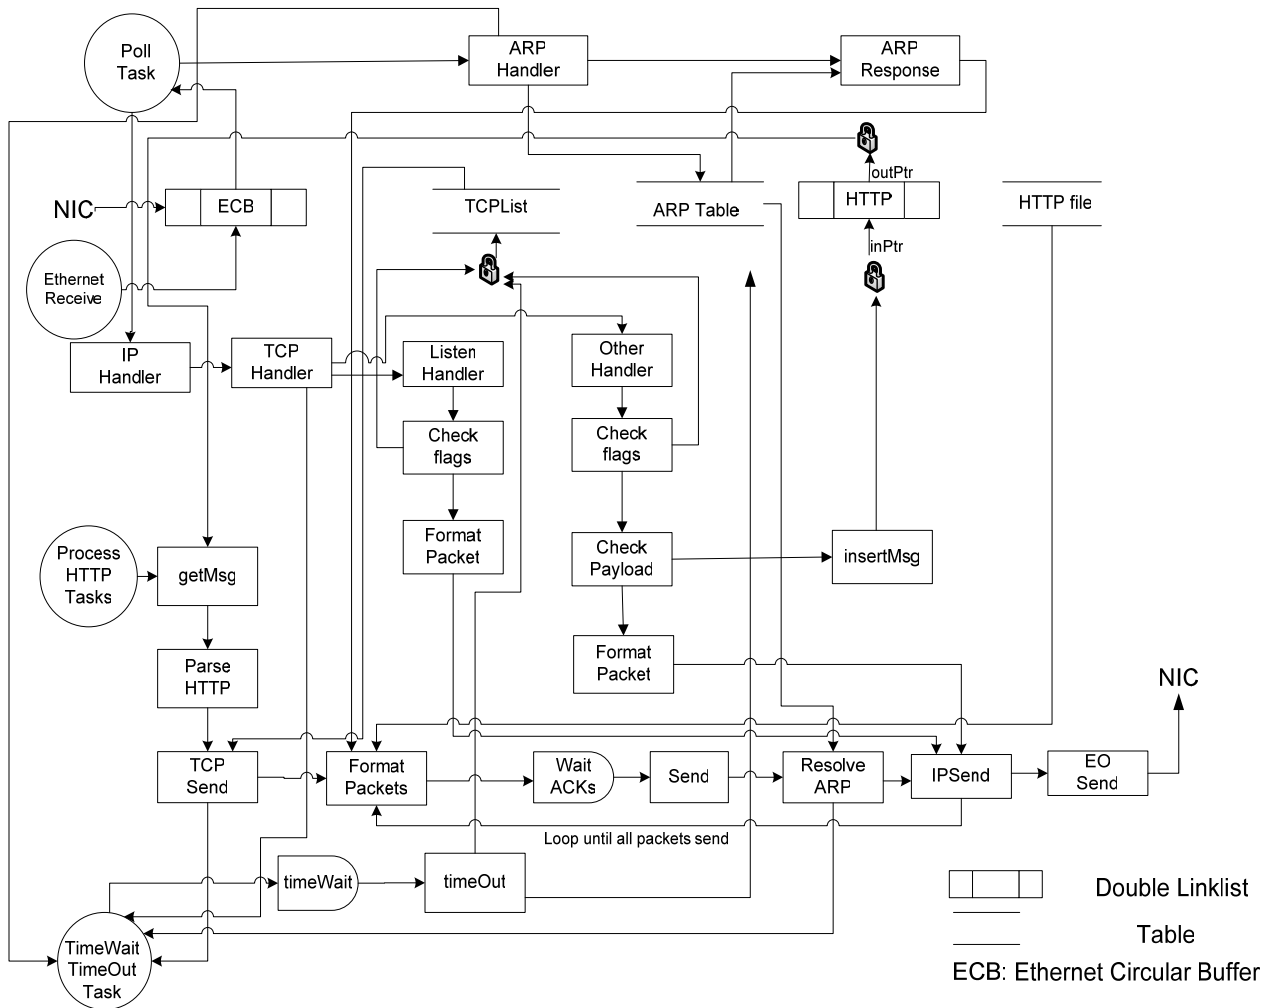 Poll
Task
ARP
Handler
ARP
Response
outPtr
NIC
ECB
TCPList
ARP Table
HTTP
HTTP file
inPtr
Ethernet
Receive
IP
Handler
TCP
Handler
Listen
Handler
Other
Handler
Check
flags
Check
flags
Format
Packet
Check
Payload
insertMsg
Process
HTTP
Tasks
getMsg
Parse
HTTP
Format
Packet
NIC
TCP
Send
Format
Packets
Wait
ACKs
Send
Resolve
ARP
IPSend
EO
Send
Loop until all packets send
timeWait
timeOut
Double Linklist
Table
TimeWait
TimeOut
Task
ECB: Ethernet Circular Buffer